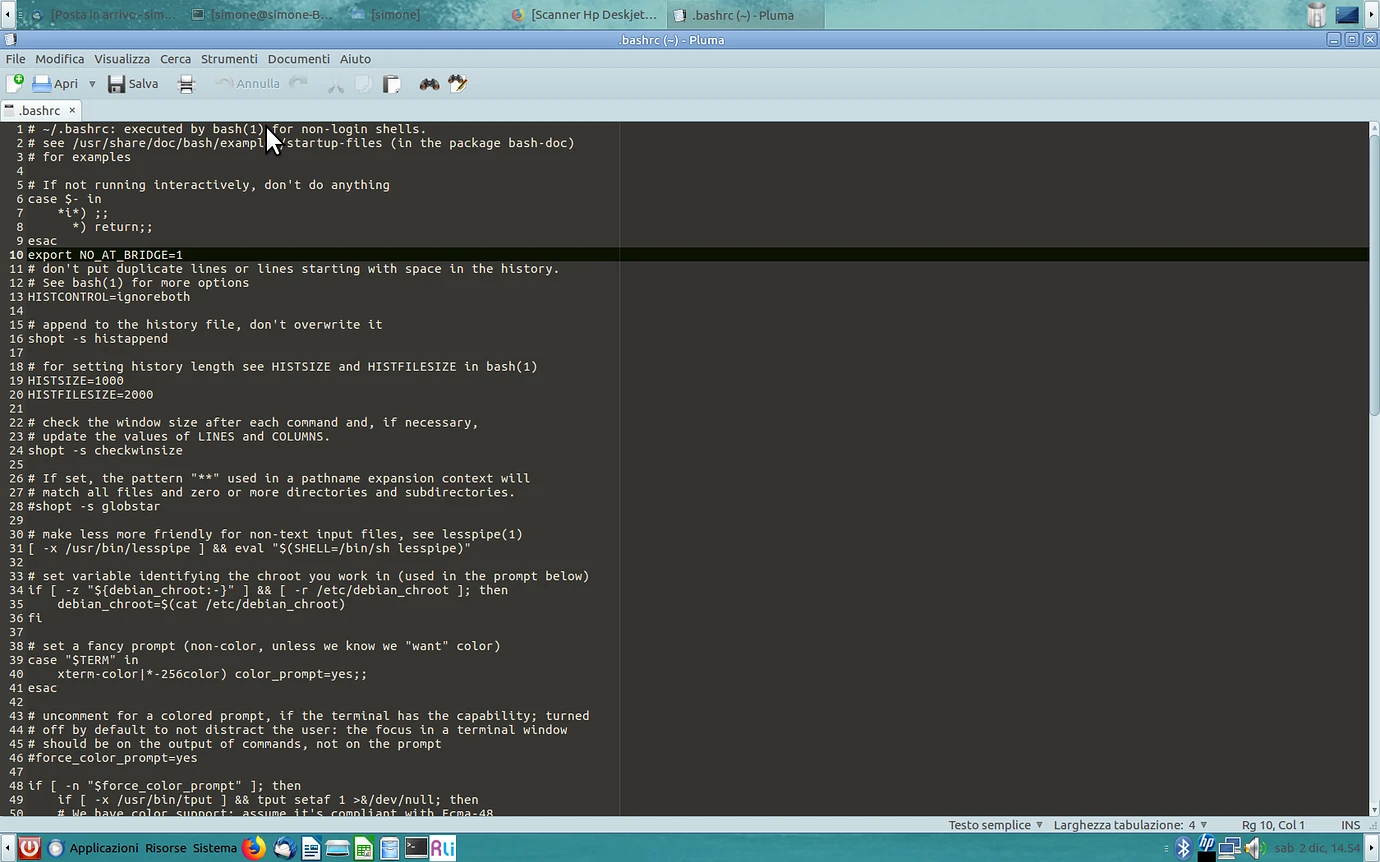 [Posta in arrivo - sim...
[simone@simone-B...
[simone]
[Scanner Hp Deskjet...
.bashrc (~) - Pluma
.bashrc (~) - Pluma
File Modifica Visualizza Cerca Strumenti Documenti Aiuto
Apri Salva Annulla
.bashrc ×
1 # ~/.bashrc: executed by bash(1) for non-login shells.
2 # see /usr/share/doc/bash/exampl /startup-files (in the package bash-doc)
3 # for examples
4
5 # If not running interactively, don't do anything
6 case $- in
7     *i*) ;;
8       *) return;;
9 esac
10 export NO_AT_BRIDGE=1
11 # don't put duplicate lines or lines starting with space in the history.
12 # See bash(1) for more options
13 HISTCONTROL=ignoreboth
14
15 # append to the history file, don't overwrite it
16 shopt -s histappend
17
18 # for setting history length see HISTSIZE and HISTFILESIZE in bash(1)
19 HISTSIZE=1000
20 HISTFILESIZE=2000
21
22 # check the window size after each command and, if necessary,
23 # update the values of LINES and COLUMNS.
24 shopt -s checkwinsize
25
26 # If set, the pattern "**" used in a pathname expansion context will
27 # match all files and zero or more directories and subdirectories.
28 #shopt -s globstar
29
30 # make less more friendly for non-text input files, see lesspipe(1)
31 [ -x /usr/bin/lesspipe ] && eval "$(SHELL=/bin/sh lesspipe)"
32
33 # set variable identifying the chroot you work in (used in the prompt below)
34 if [ -z "${debian_chroot:-}" ] && [ -r /etc/debian_chroot ]; then
35     debian_chroot=$(cat /etc/debian_chroot)
36 fi
37
38 # set a fancy prompt (non-color, unless we know we "want" color)
39 case "$TERM" in
40     xterm-color|*-256color) color_prompt=yes;;
41 esac
42
43 # uncomment for a colored prompt, if the terminal has the capability; turned
44 # off by default to not distract the user: the focus in a terminal window
45 # should be on the output of commands, not on the prompt
46 #force_color_prompt=yes
47
48 if [ -n "$force_color_prompt" ]; then
49     if [ -x /usr/bin/tput ] && tput setaf 1 >&/dev/null; then
50     # We have color support; assume it's compliant with Ecma-48
Testo semplice Larghezza tabulazione: 4 Rg 10, Col 1 INS
Applicazioni Risorse Sistema
RLi
hp
sab 2 dic, 14.54